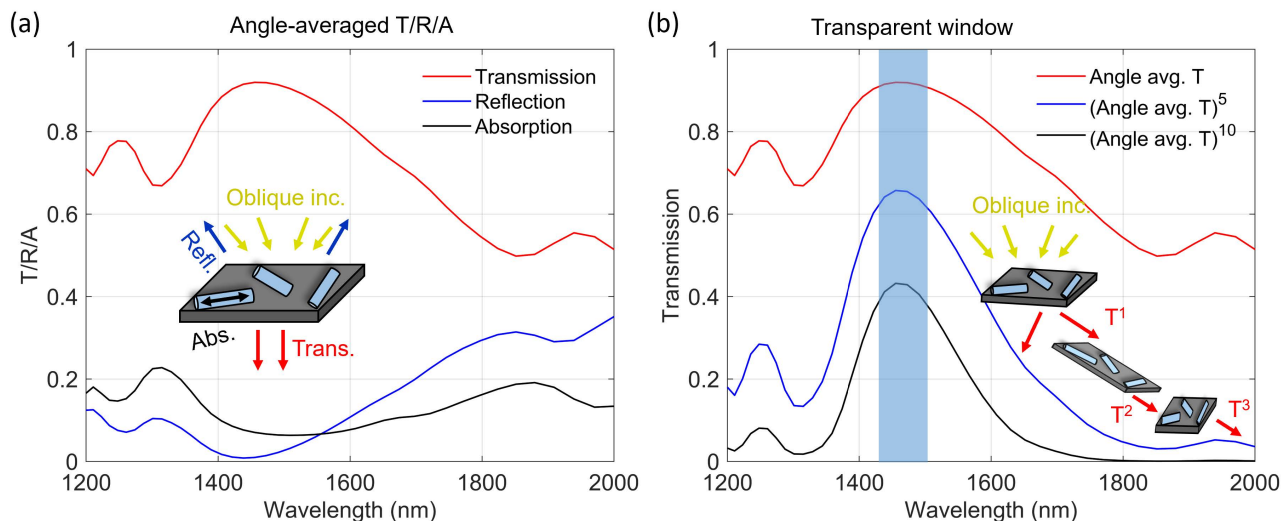 (a)
Angle-averaged T/R/A
T/R/A
1
0.8
0.6
0.4
0.2
0
1200
1400
1600
1800
2000
Wavelength (nm)
Transmission
Reflection
Absorption
Oblique inc.
Refl.
Abs.
Trans.
(b)
Transparent window
Transmission
1
0.8
0.6
0.4
0.2
0
1200
1400
1600
1800
2000
Wavelength (nm)
Angle avg. T
(Angle avg. T)⁵
(Angle avg. T)¹⁰
Oblique inc.
T¹
T²
T³